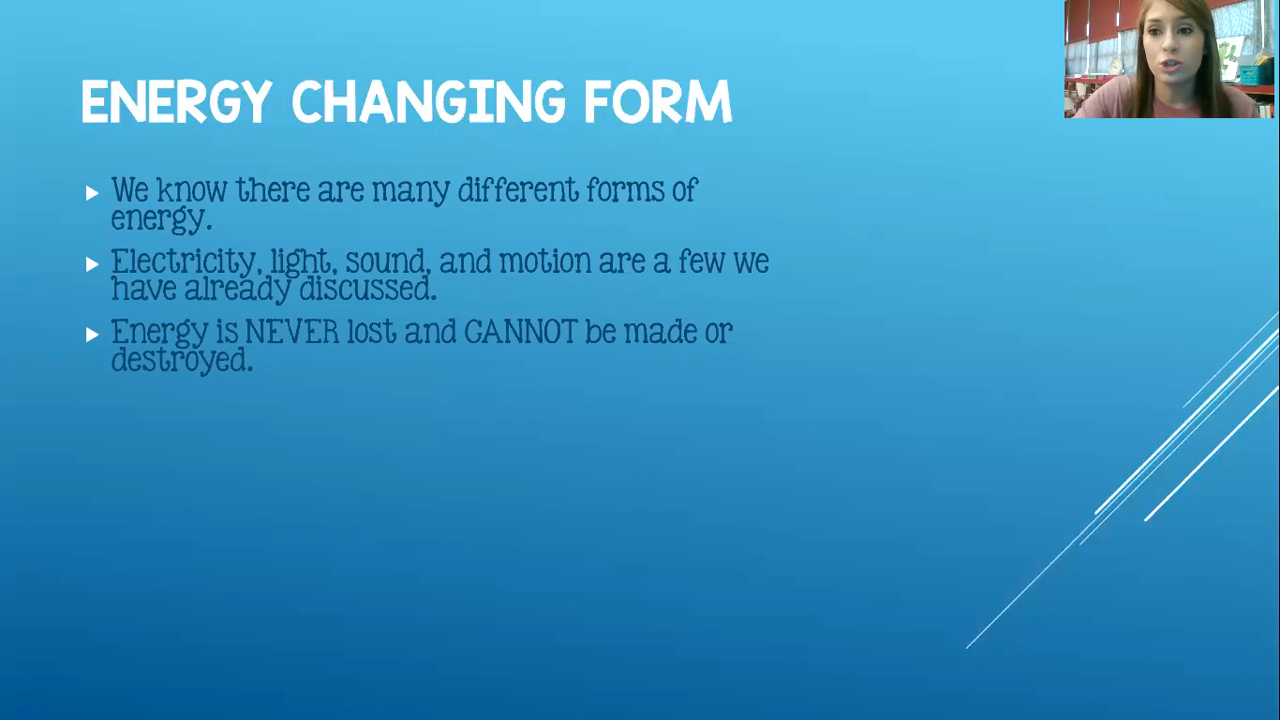 ENERGY CHANGING FORM
We know there are many different forms of
energy.
Electricity, light, sound, and motion are a few we
have already discussed.
Energy is NEVER lost and CANNOT be made or
destroyed.